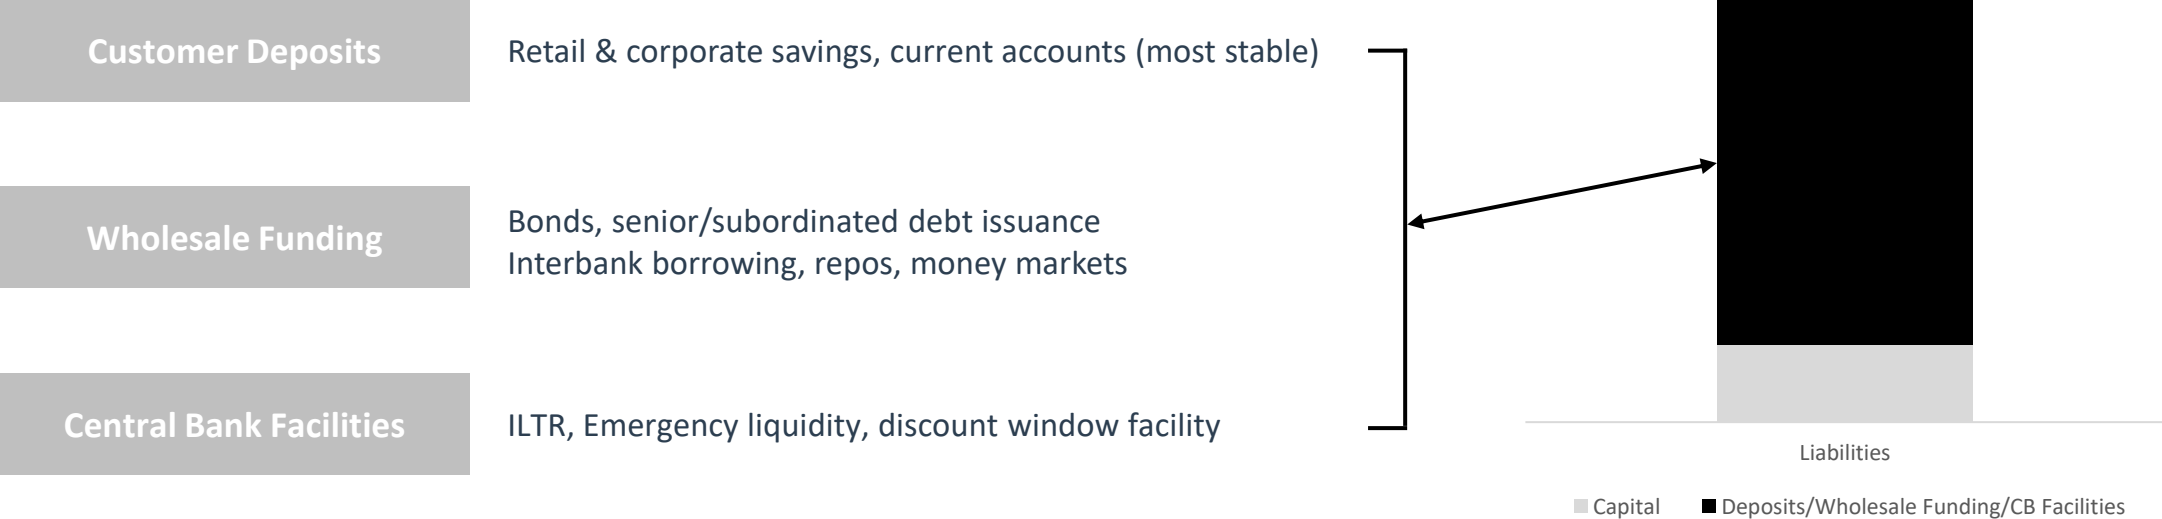 Customer Deposits
Retail & corporate savings, current accounts (most stable)
Wholesale Funding
Bonds, senior/subordinated debt issuance
Interbank borrowing, repos, money markets
Central Bank Facilities
ILTR, Emergency liquidity, discount window facility
Liabilities
Capital
Deposits/Wholesale Funding/CB Facilities